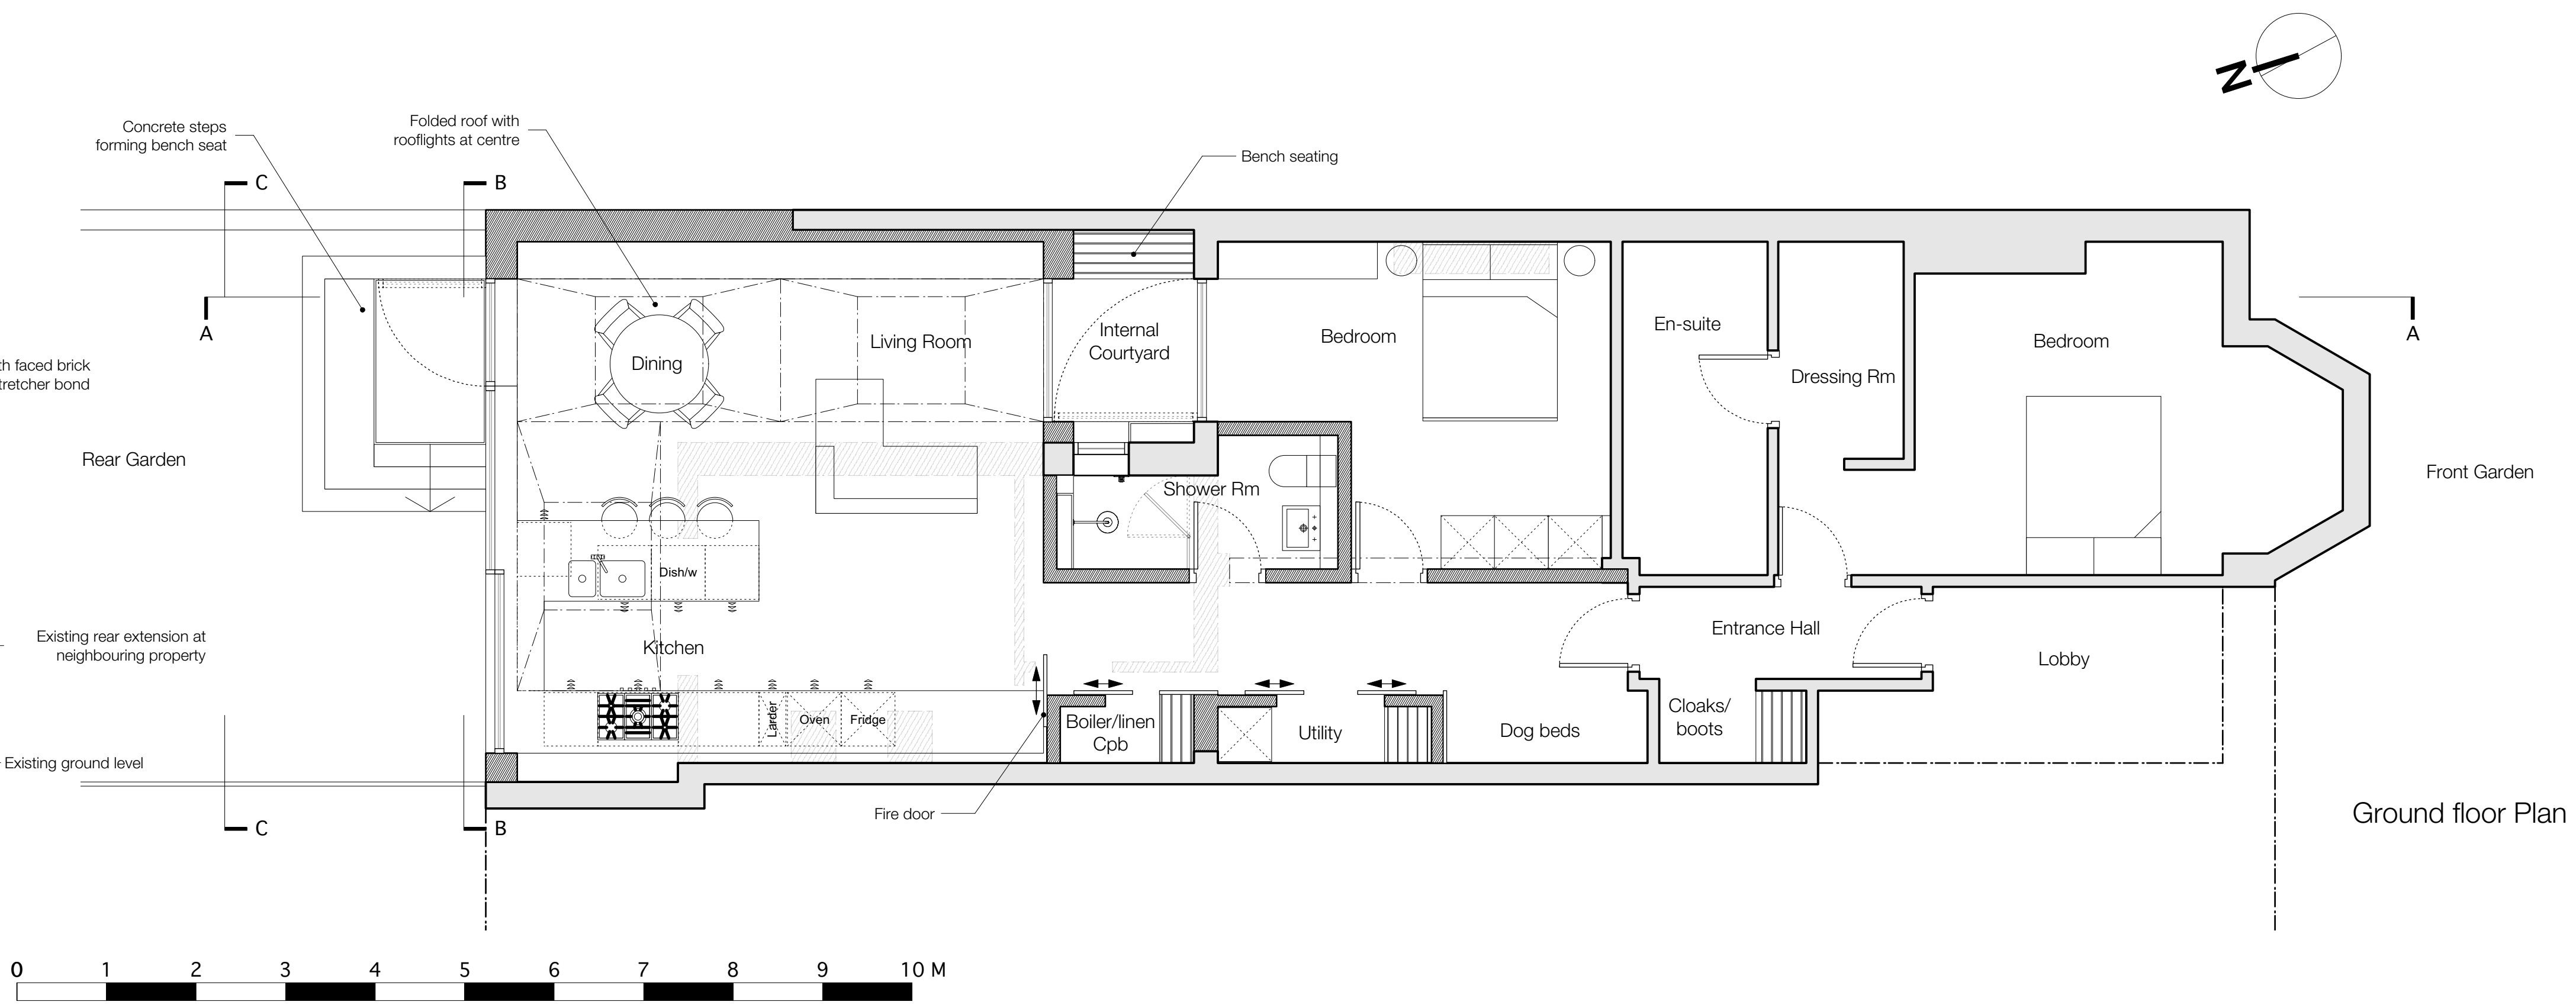 N
Concrete steps
forming bench seat
Folded roof with
rooflights at centre
Bench seating
C
B
A
A
Internal
Courtyard
En-suite
Living Room
Bedroom
Bedroom
Dining
Dressing Rm
th faced brick
tretcher bond
Rear Garden
Front Garden
Shower Rm
Dish/w
Existing rear extension at
neighbouring property
Kitchen
Entrance Hall
Lobby
Larder
Oven
Fridge
Boiler/linen
Cpb
Utility
Dog beds
Cloaks/
boots
Existing ground level
Fire door
C
B
Ground floor Plan
0 1 2 3 4 5 6 7 8 9 10 M